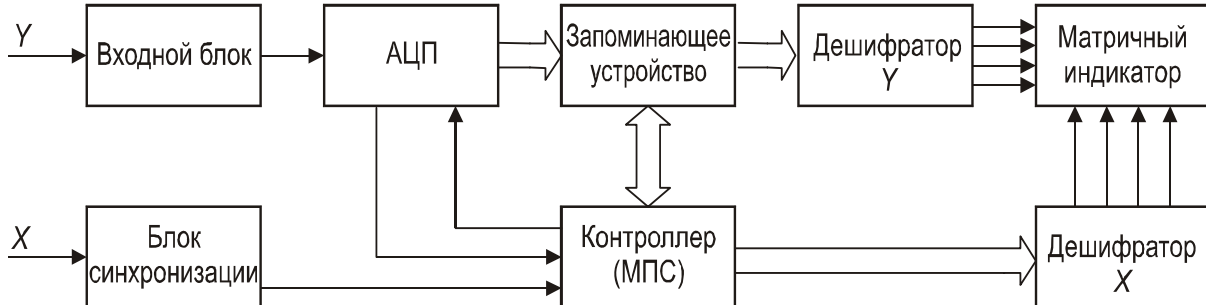 Y
Входной блок
АЦП
Запоминающее
устройство
Дешифратор
Y
Матричный
индикатор
X
Блок
синхронизации
Контроллер
(МПС)
Дешифратор
X